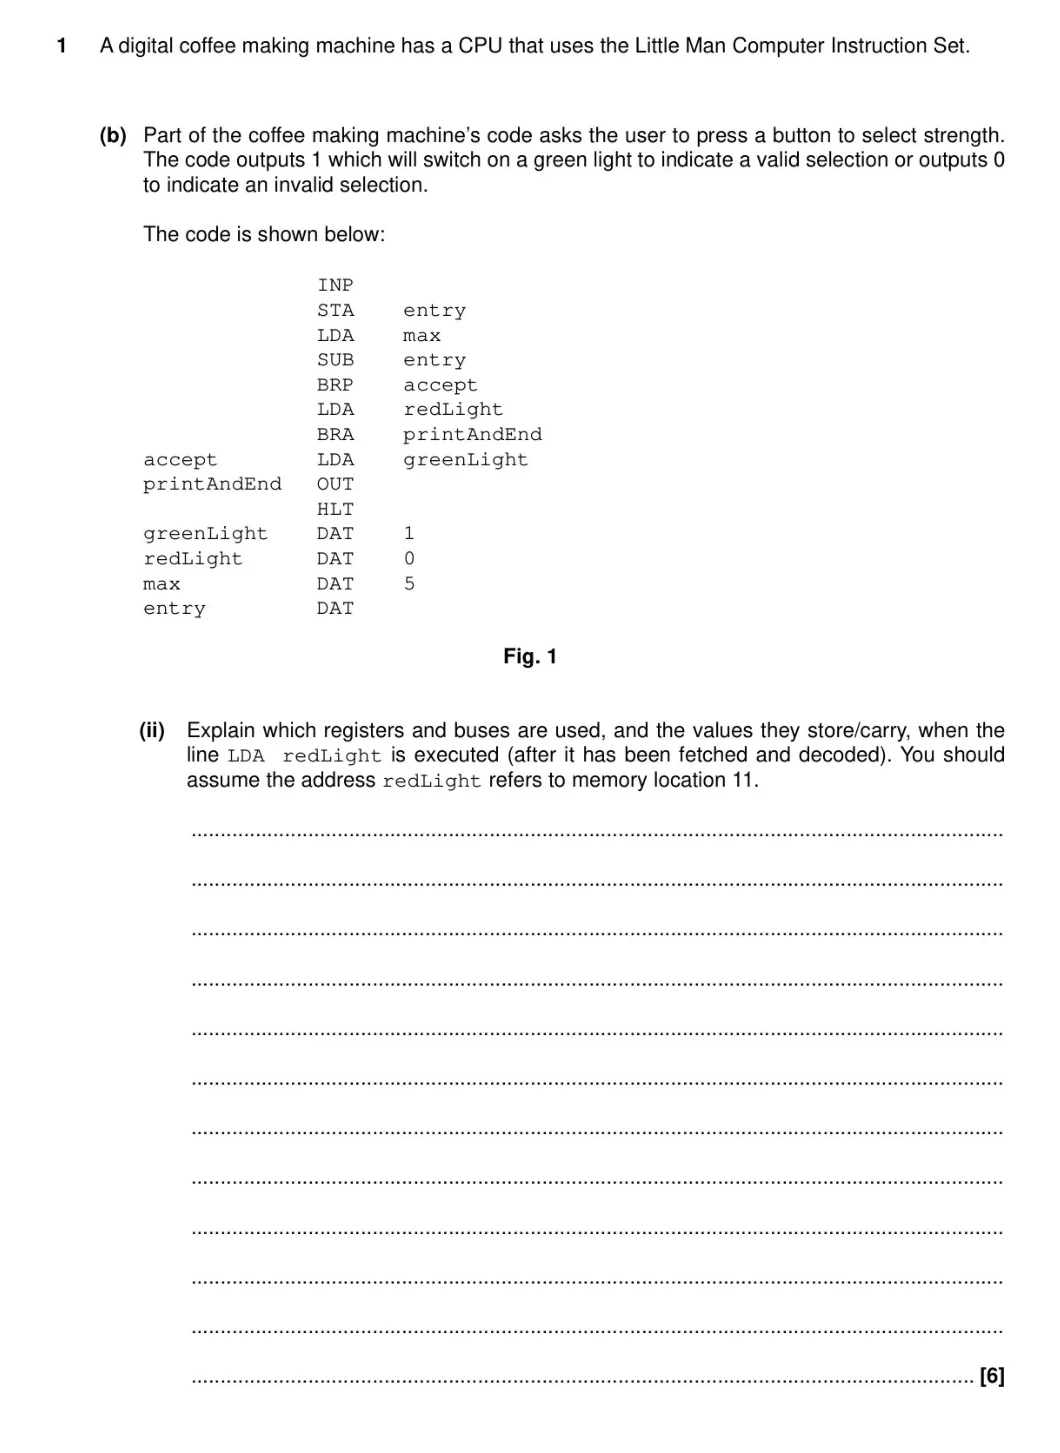 1 A digital coffee making machine has a CPU that uses the Little Man Computer Instruction Set.
(b) Part of the coffee making machine's code asks the user to press a button to select strength.
The code outputs 1 which will switch on a green light to indicate a valid selection or outputs 0
to indicate an invalid selection.
The code is shown below:
INP
STA entry
LDA max
SUB entry
BRP accept
LDA redLight
BRA printAndEnd
accept LDA greenLight
printAndEnd OUT
HLT
greenLight DAT 1
redLight DAT 0
max DAT 5
entry DAT
Fig. 1
(ii) Explain which registers and buses are used, and the values they store/carry, when the
line LDA redLight is executed (after it has been fetched and decoded). You should
assume the address redLight refers to memory location 11.
[6]